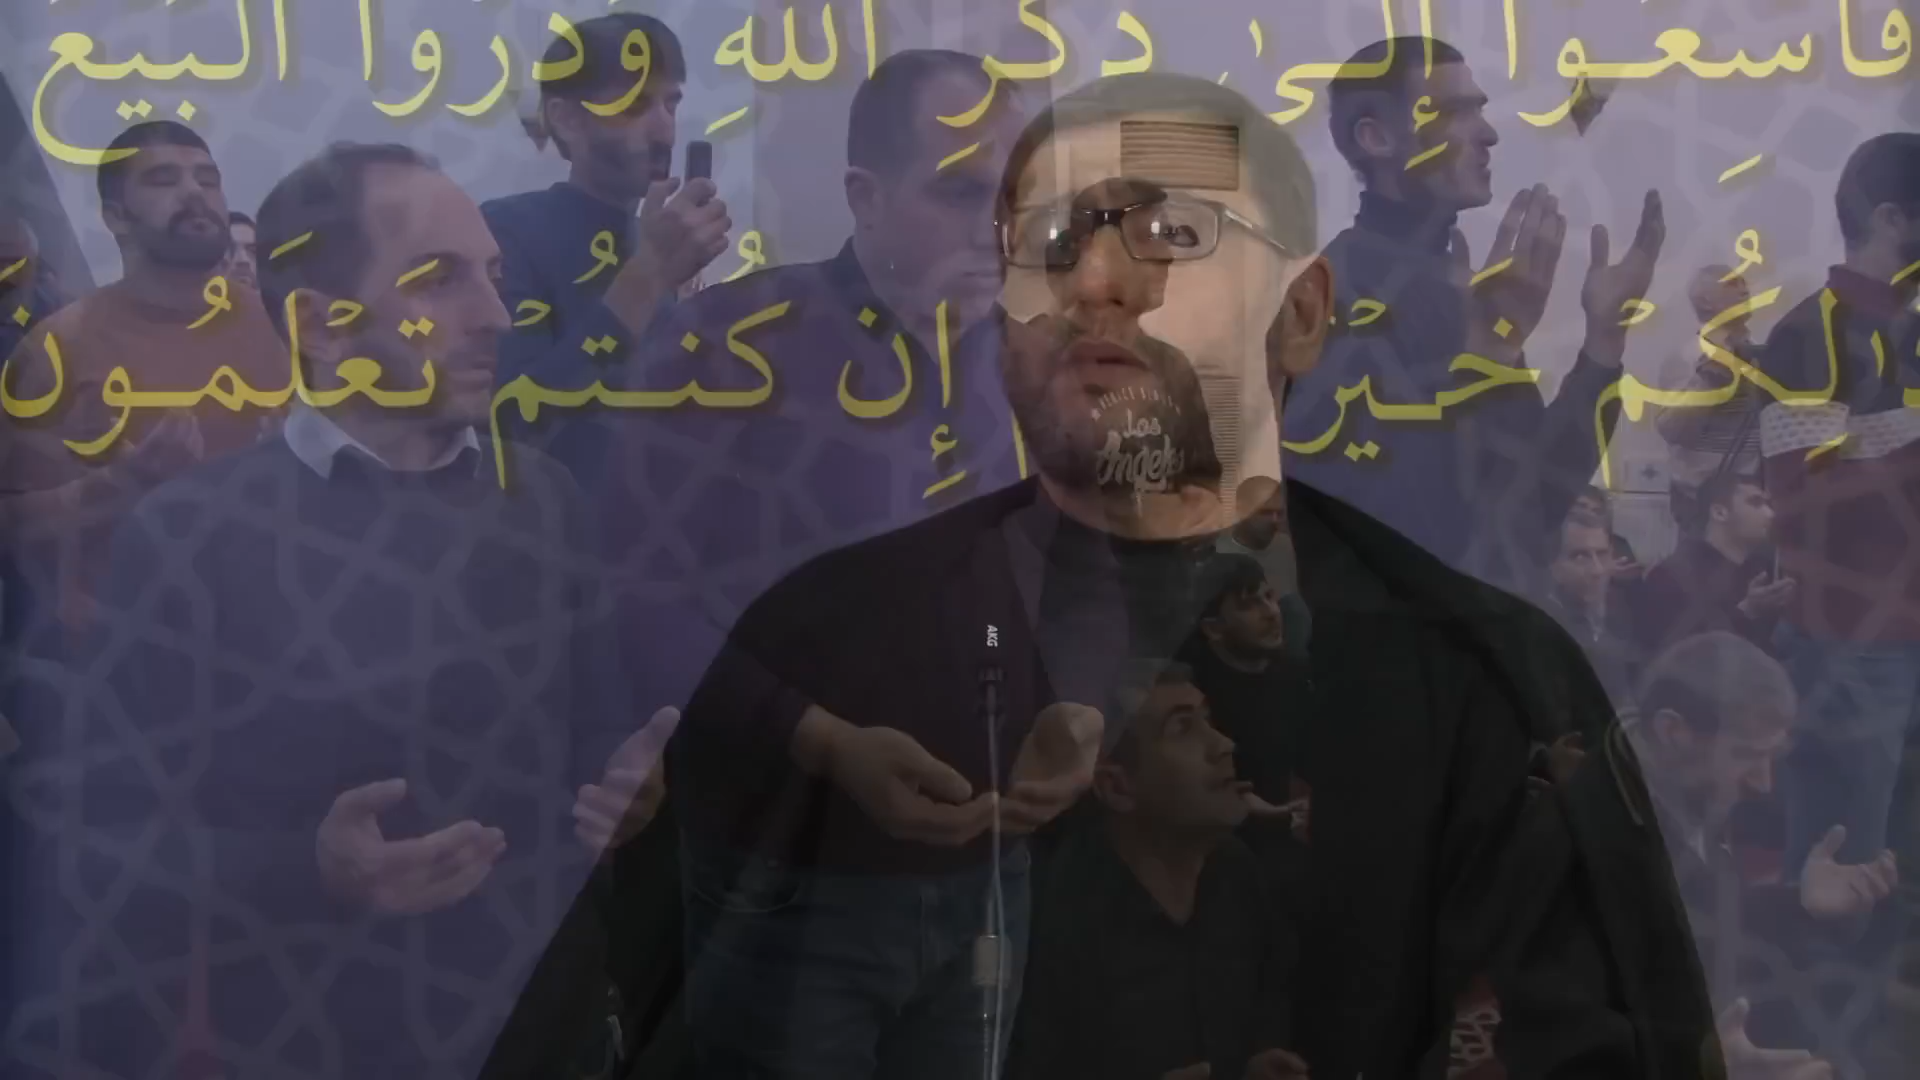 فَاسْعَوْا إِلَىٰ ذِكْرِ اللَّهِ وَذَرُوا الْبَيْعَ
ذَٰلِكُمْ خَيْرٌ إِن كُنتُمْ تَعْلَمُونَ
Los
Angeles
AKG